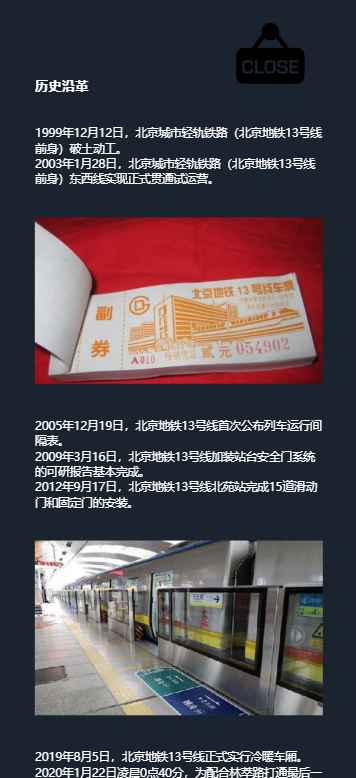 CLOSE
历史沿革
1999年12月12日，北京城市轻轨铁路（北京地铁13号线
前身）破土动工。
2003年1月28日，北京城市轻轨铁路（北京地铁13号线
前身）东西线实现正式贯通试运营。
北京地铁13号线车票
副
券
A010
报销凭证
贰元
054902
2005年12月19日，北京地铁13号线首次公布列车运行间
隔表。
2009年3月16日，北京地铁13号线加装站台安全门系统
的可研报告基本完成。
2012年9月17日，北京地铁13号线北苑站完成15道滑动
门和固定门的安装。
2019年8月5日，北京地铁13号线正式实行冷暖车厢。
2020年1月22日凌晨0点40分，为配合林萃路打通最后一